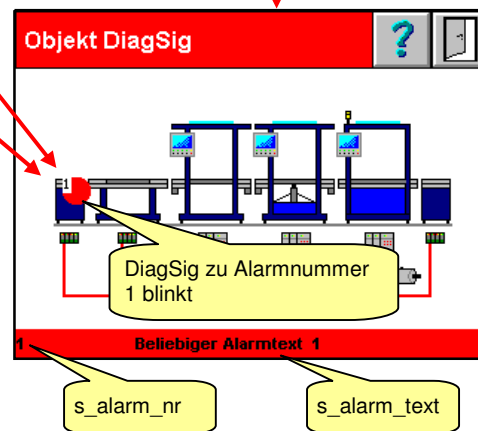 Objekt DiagSig
?
1
DiagSig zu Alarmnummer
1 blinkt
1
Beliebiger Alarmtext 1
s_alarm_nr
s_alarm_text